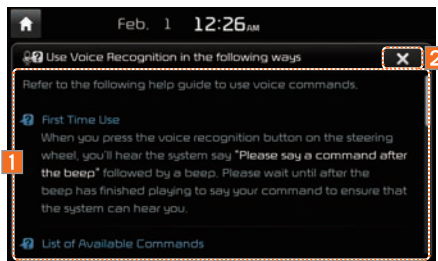 Feb. 1 12:26AM
Use Voice Recognition in the following ways
2
Refer to the following help guide to use voice commands.
First Time Use
When you press the voice recognition button on the steering
wheel, you'll hear the system say "Please say a command after
the beep" followed by a beep. Please wait until after the
beep has finished playing to say your command to ensure that
the system can hear you.
1
List of Available Commands